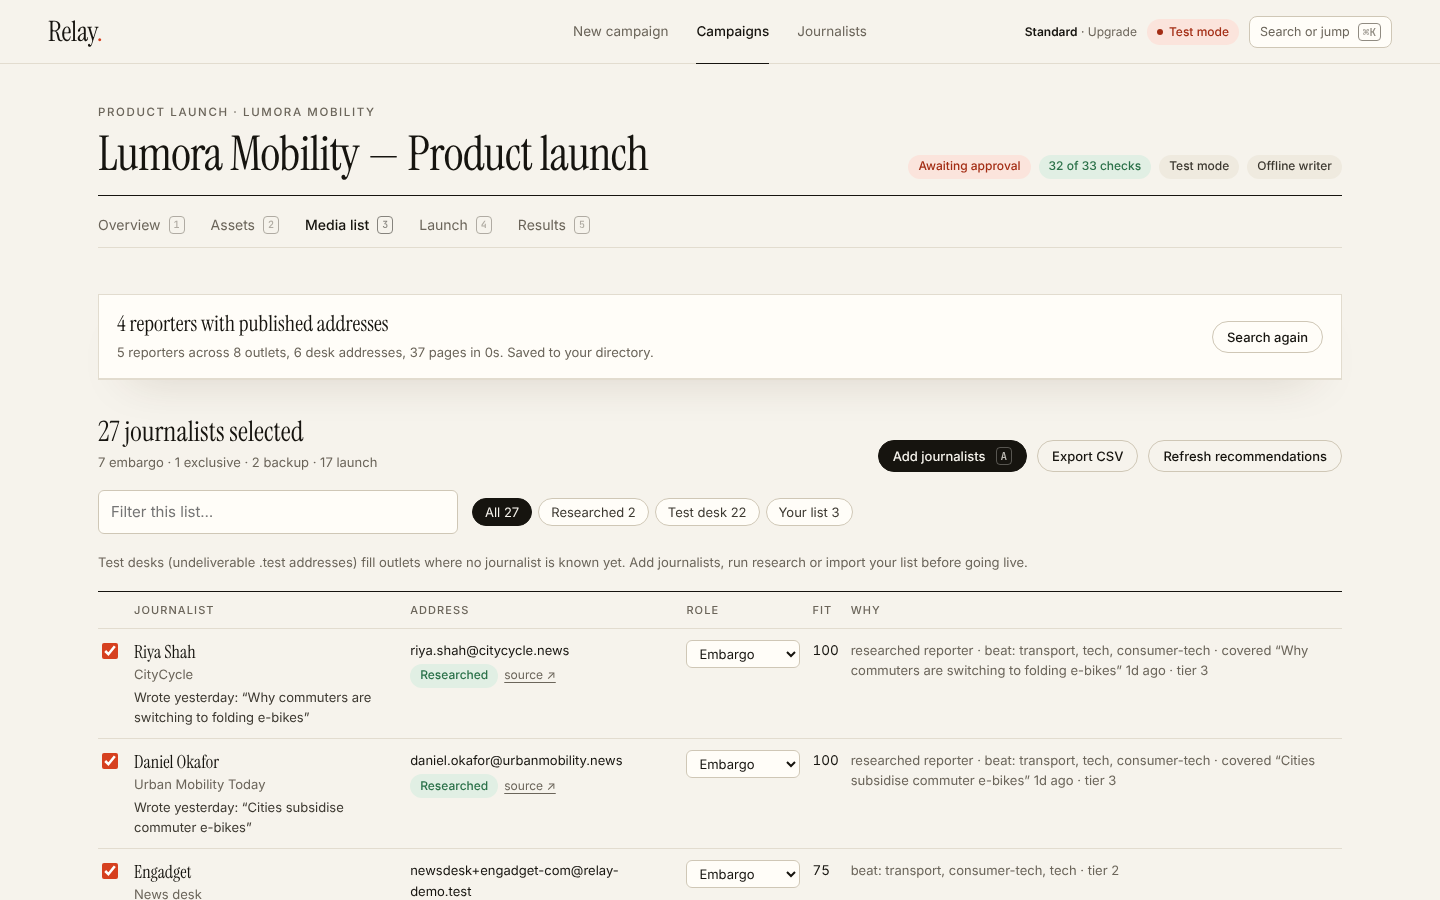 Relay.
New campaign
Campaigns
Journalists
Standard · Upgrade
Test mode
Search or jump ⌘K
PRODUCT LAUNCH · LUMORA MOBILITY
Lumora Mobility — Product launch
Awaiting approval
32 of 33 checks
Test mode
Offline writer
Overview 1
Assets 2
Media list 3
Launch 4
Results 5
4 reporters with published addresses
5 reporters across 8 outlets, 6 desk addresses, 37 pages in 0s. Saved to your directory.
Search again
27 journalists selected
7 embargo · 1 exclusive · 2 backup · 17 launch
Add journalists A
Export CSV
Refresh recommendations
Filter this list...
All 27
Researched 2
Test desk 22
Your list 3
Test desks (undeliverable .test addresses) fill outlets where no journalist is known yet. Add journalists, run research or import your list before going live.
JOURNALIST
ADDRESS
ROLE
FIT
WHY
Riya Shah
CityCycle
Wrote yesterday: “Why commuters are
switching to folding e-bikes”
riya.shah@citycycle.news
Researched
source ↗
Embargo
100
researched reporter · beat: transport, tech, consumer-tech · covered “Why
commuters are switching to folding e-bikes” 1d ago · tier 3
Daniel Okafor
Urban Mobility Today
Wrote yesterday: “Cities subsidise
commuter e-bikes”
daniel.okafor@urbanmobility.news
Researched
source ↗
Embargo
100
researched reporter · beat: transport, tech, consumer-tech · covered “Cities
subsidise commuter e-bikes” 1d ago · tier 3
Engadget
News desk
newsdesk+engadget-com@relay-
demo.test
Embargo
75
beat: transport, consumer-tech, tech · tier 2